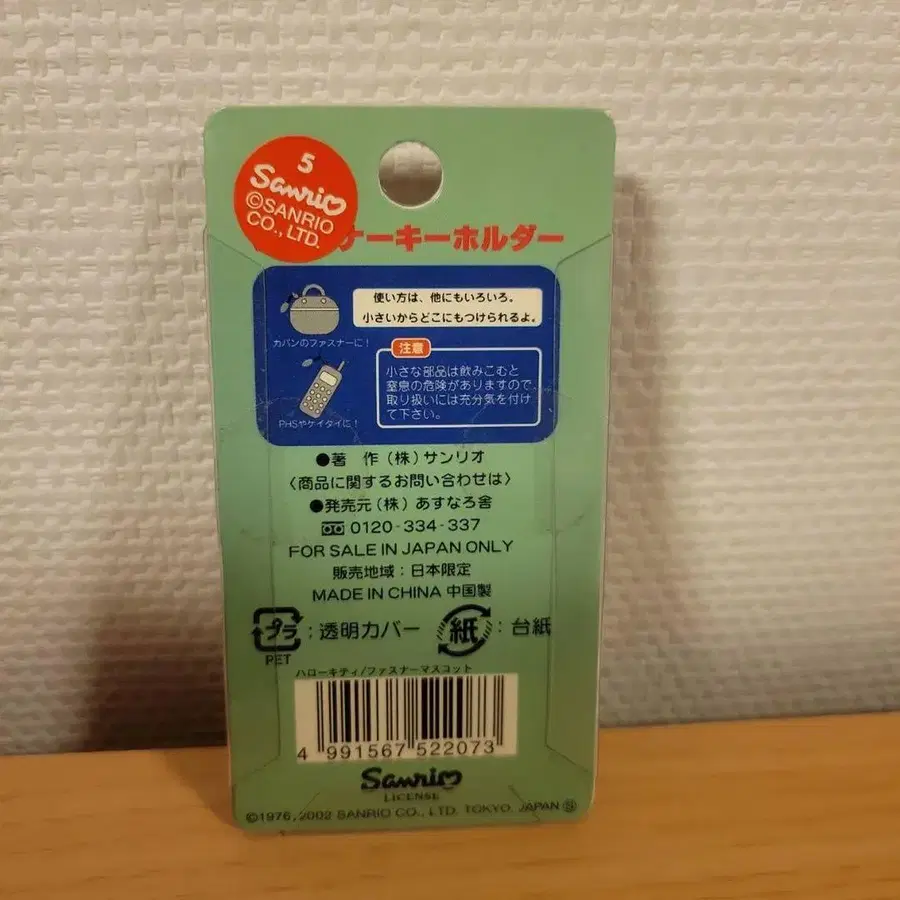 5
Sanrio
©SANRIO
CO., LTD.
ナーキーホルダー
使い方は、他にもいろいろ。
小さいからどこにもつけられるよ。
カバンのファスナーに!
注意
小さな部品は飲みこむと
窒息の危険がありますので
取り扱いには充分気を付け
て下さい。
PHSやケイタイに!
●著 作(株)サンリオ
〈商品に関するお問い合わせは〉
●発売元(株)あすなろ舎
0120-334-337
FOR SALE IN JAPAN ONLY
販売地域:日本限定
MADE IN CHINA 中国製
プラ:透明カバー 紙:台紙
PET
ハローキティ/ファスナーマスコット
4 991567 522073
Sanrio
LICENSE
©1976, 2002 SANRIO CO., LTD. TOKYO, JAPAN Ⓢ